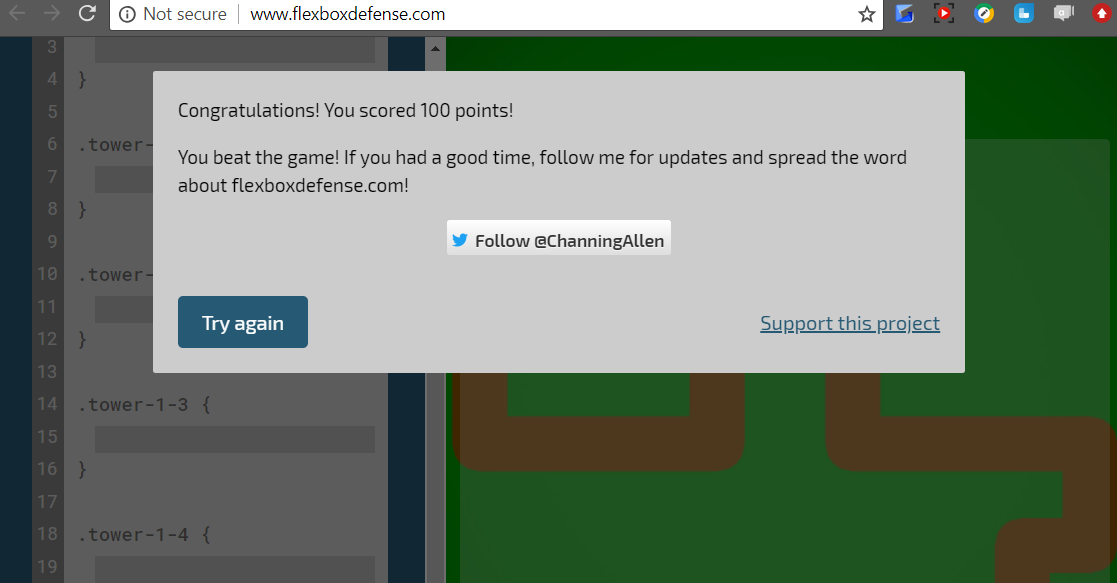 Not secure | www.flexboxdefense.com
3
4 }
5
6 .tower-
7
8 }
9
10 .tower-
11
12 }
13
14 .tower-1-3 {
15
16 }
17
18 .tower-1-4 {
19
Congratulations! You scored 100 points!
You beat the game! If you had a good time, follow me for updates and spread the word
about flexboxdefense.com!
Follow @ChanningAllen
Try again
Support this project